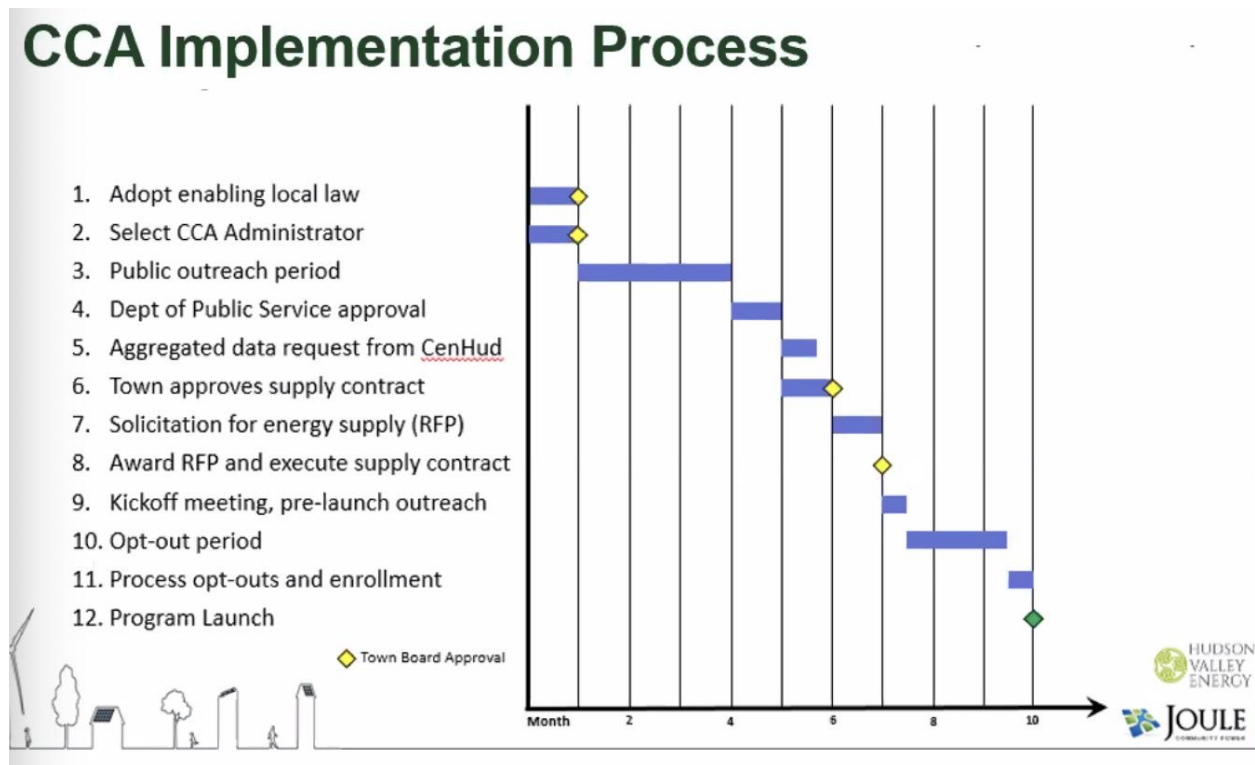 CCA Implementation Process
1. Adopt enabling local law
2. Select CCA Administrator
3. Public outreach period
4. Dept of Public Service approval
5. Aggregated data request from CenHud
6. Town approves supply contract
7. Solicitation for energy supply (RFP)
8. Award RFP and execute supply contract
9. Kickoff meeting, pre-launch outreach
10. Opt-out period
11. Process opt-outs and enrollment
12. Program Launch
Town Board Approval
Month 2 4 6 8 10
HUDSON
VALLEY
ENERGY
JOULE
COMMUNITY POWER